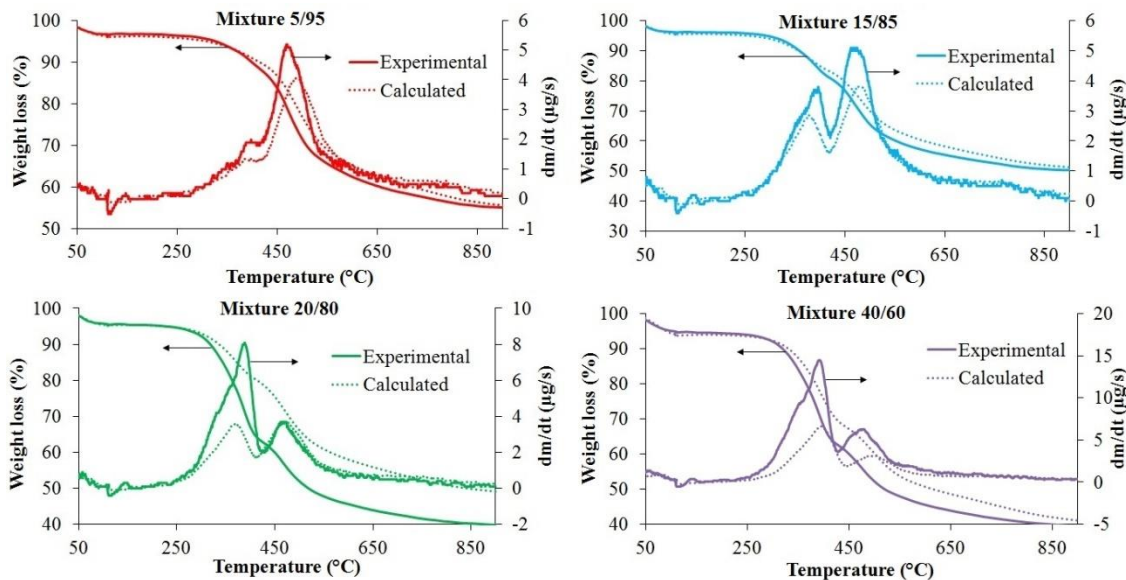 Mixture 5/95
Weight loss (%)
100
90
80
70
60
50
6
5
4
3
2
1
0
-1
dm/dt (µg/s)
Experimental
Calculated
50 250 450 650 850
Temperature (°C)
Mixture 15/85
Weight loss (%)
100
90
80
70
60
50
40
30
6
5
4
3
2
1
0
-1
dm/dt (µg/s)
Experimental
Calculated
50 250 450 650 850
Temperature (°C)
Mixture 20/80
Weight loss (%)
100
90
80
70
60
50
40
10
8
6
4
2
0
-2
dm/dt (µg/s)
Experimental
Calculated
50 250 450 650 850
Temperature (°C)
Mixture 40/60
Weight loss (%)
100
90
80
70
60
50
40
20
15
10
5
0
-5
dm/dt (µg/s)
Experimental
Calculated
50 250 450 650 850
Temperature (°C)